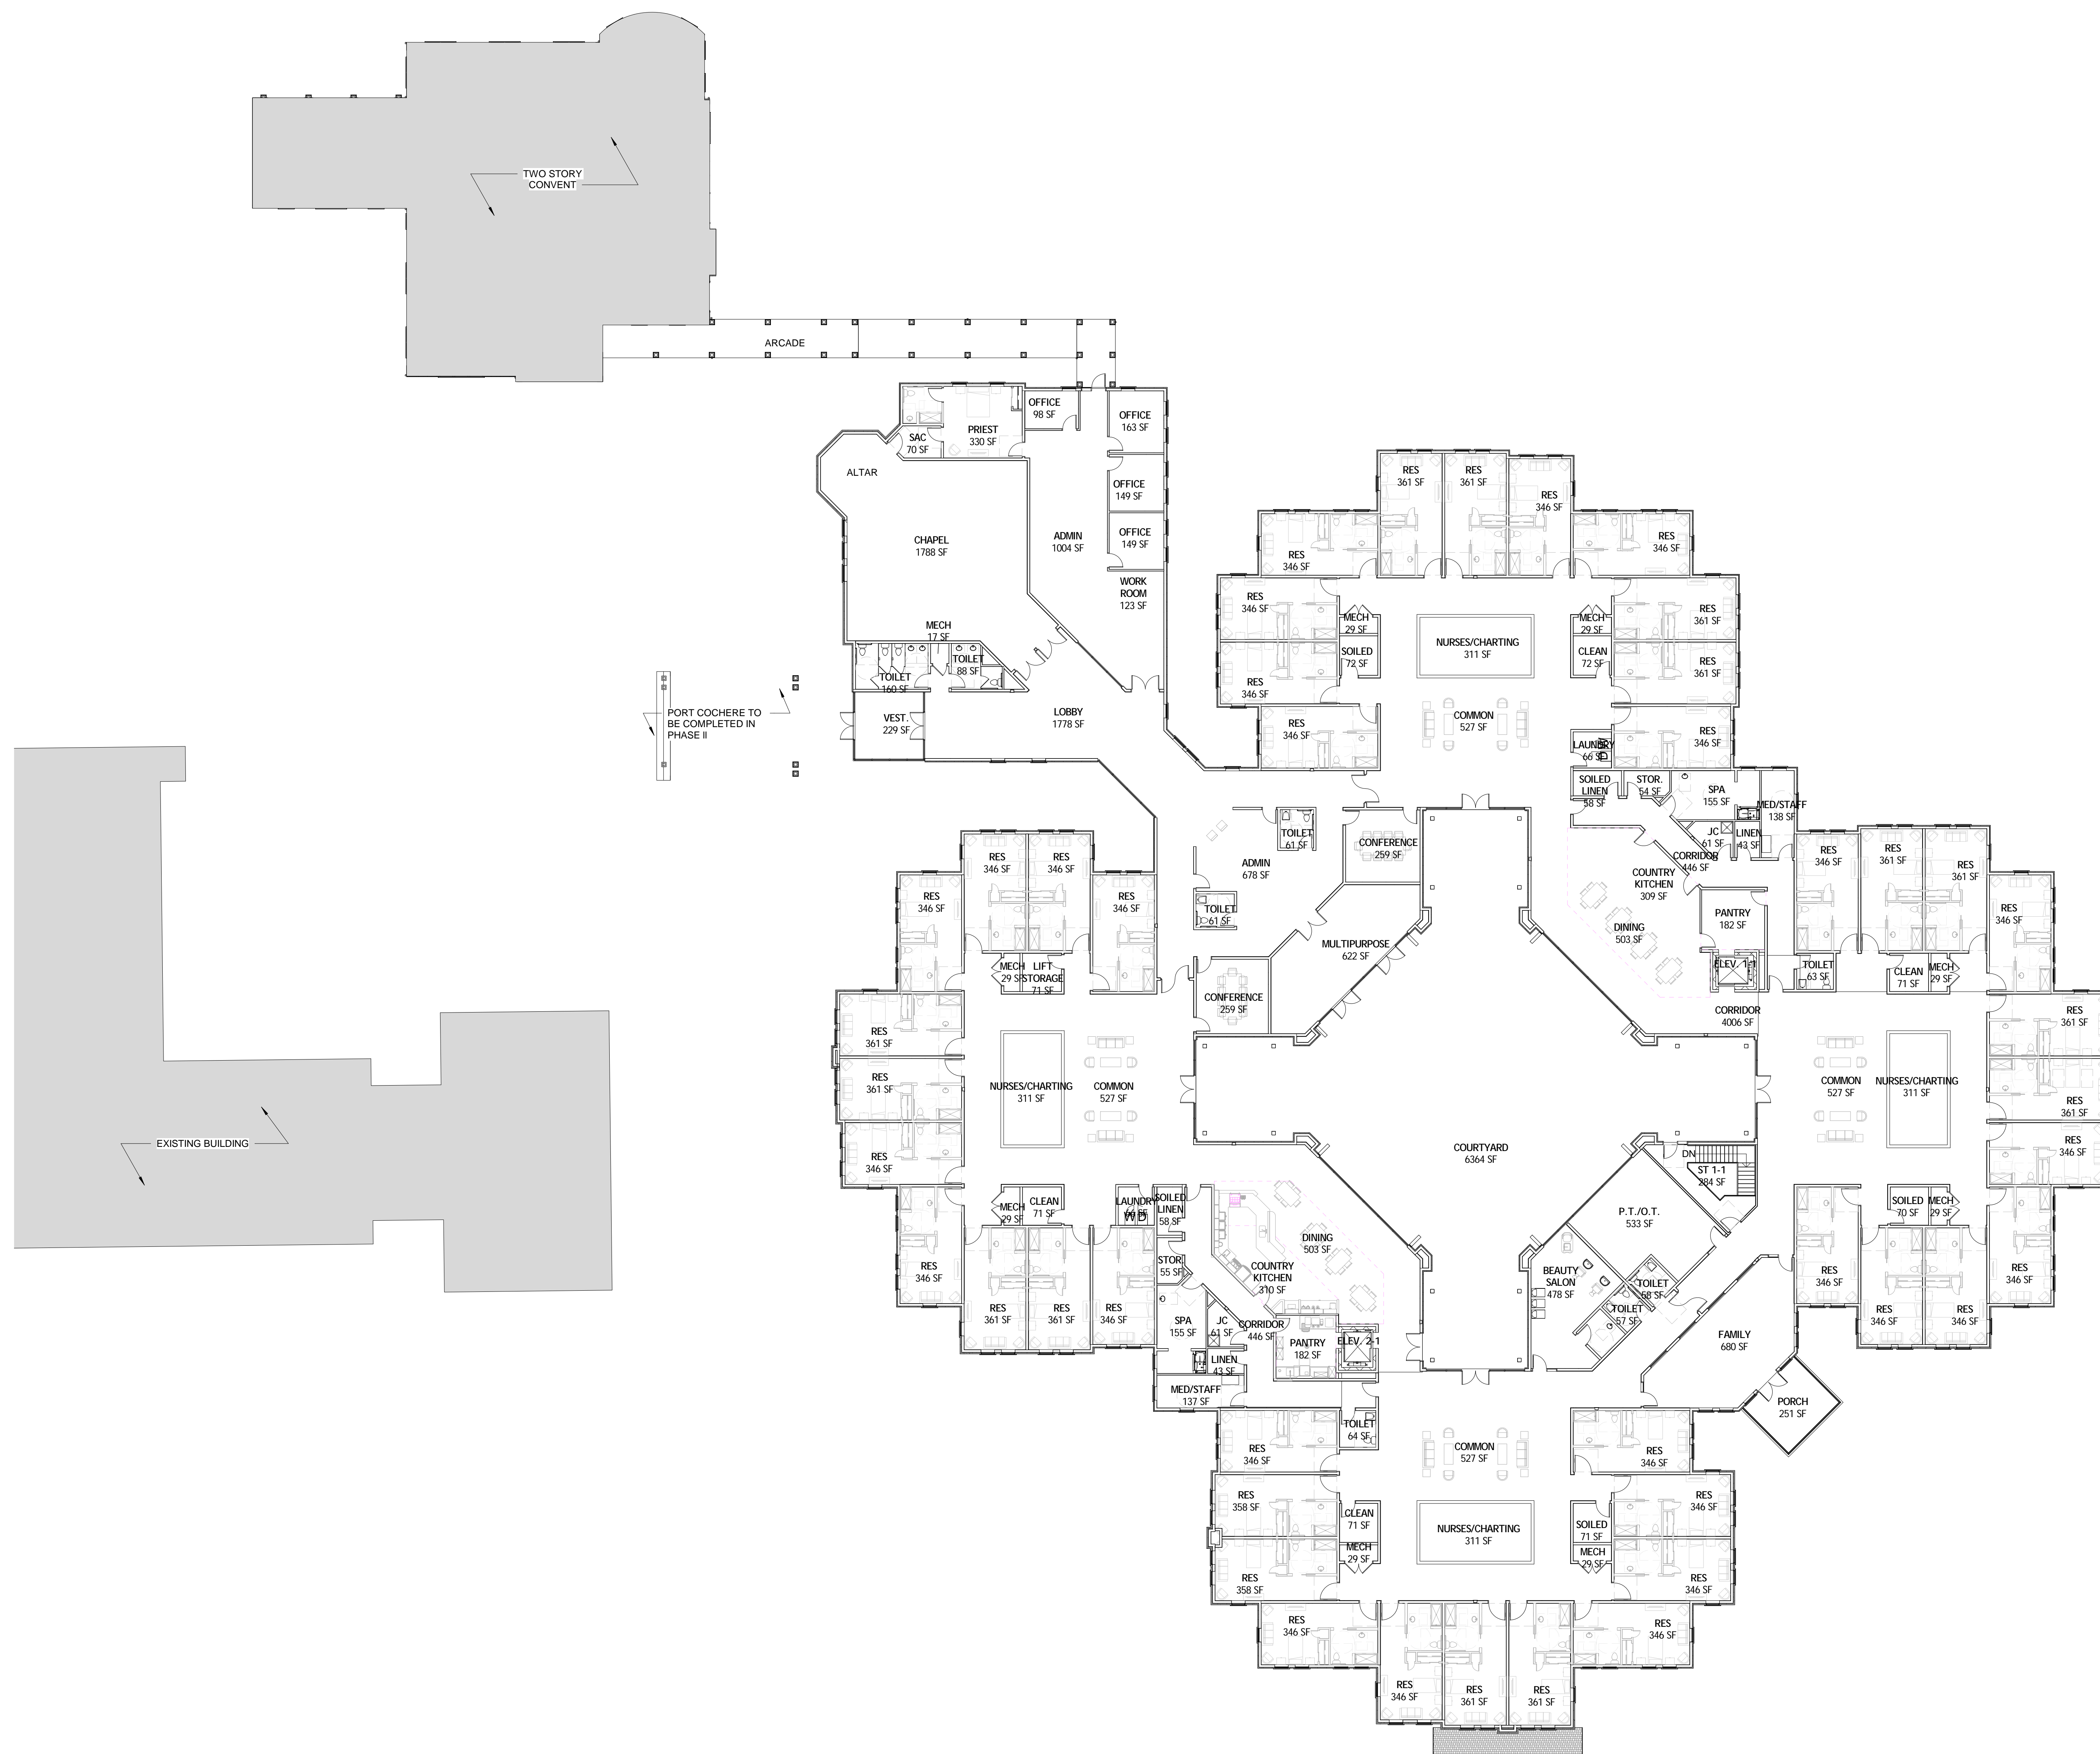 TWO STORY
CONVENT
ARCADE
OFFICE
98 SF
OFFICE
163 SF
PRIEST
330 SF
SAC
70 SF
ALTAR
OFFICE
149 SF
OFFICE
149 SF
CHAPEL
1788 SF
ADMIN
1004 SF
WORK
ROOM
123 SF
MECH
17 SF
TOILET
88 SF
TOILET
160 SF
VEST.
229 SF
LOBBY
1778 SF
PORT COCHERE TO
BE COMPLETED IN
PHASE II
EXISTING BUILDING
RES
361 SF
RES
361 SF
RES
346 SF
RES
346 SF
RES
346 SF
RES
346 SF
RES
361 SF
MECH
29 SF
MECH
29 SF
NURSES/CHARTING
311 SF
SOILED
72 SF
CLEAN
72 SF
RES
346 SF
RES
361 SF
RES
346 SF
COMMON
527 SF
RES
346 SF
LAUNDRY
66 SF
SOILED
LINEN
58 SF
STOR.
54 SF
SPA
155 SF
MED/STAFF
138 SF
JC
61 SF
LINEN
43 SF
CORRIDOR
446 SF
COUNTRY
KITCHEN
309 SF
PANTRY
182 SF
DINING
503 SF
ELEV. 1-1
TOILET
63 SF
CORRIDOR
4006 SF
TOILET
61 SF
CONFERENCE
259 SF
ADMIN
678 SF
TOILET
61 SF
MULTIPURPOSE
622 SF
CONFERENCE
259 SF
RES
346 SF
RES
346 SF
RES
346 SF
RES
346 SF
MECH
29 SF
LIFT
STORAGE
71 SF
RES
361 SF
RES
361 SF
NURSES/CHARTING
311 SF
COMMON
527 SF
RES
346 SF
RES
346 SF
MECH
29 SF
CLEAN
71 SF
LAUNDRY
W D
SOILED
LINEN
58 SF
RES
361 SF
RES
361 SF
RES
346 SF
STOR.
55 SF
SPA
155 SF
JC
61 SF
LINEN
43 SF
MED/STAFF
137 SF
CORRIDOR
446 SF
DINING
503 SF
COUNTRY
KITCHEN
310 SF
PANTRY
182 SF
ELEV. 2-1
COURTYARD
6364 SF
RES
346 SF
RES
361 SF
RES
361 SF
RES
346 SF
CLEAN
71 SF
MECH
29 SF
RES
361 SF
COMMON
527 SF
NURSES/CHARTING
311 SF
RES
361 SF
RES
346 SF
DN
ST 1-1
284 SF
SOILED
70 SF
MECH
29 SF
RES
346 SF
RES
346 SF
RES
346 SF
RES
346 SF
P.T./O.T.
533 SF
BEAUTY
SALON
478 SF
TOILET
58 SF
TOILET
57 SF
FAMILY
680 SF
PORCH
251 SF
TOILET
64 SF
RES
346 SF
COMMON
527 SF
RES
346 SF
RES
358 SF
CLEAN
71 SF
NURSES/CHARTING
311 SF
SOILED
71 SF
RES
346 SF
MECH
29 SF
MECH
29 SF
RES
358 SF
RES
346 SF
RES
346 SF
RES
346 SF
RES
346 SF
RES
361 SF
RES
361 SF